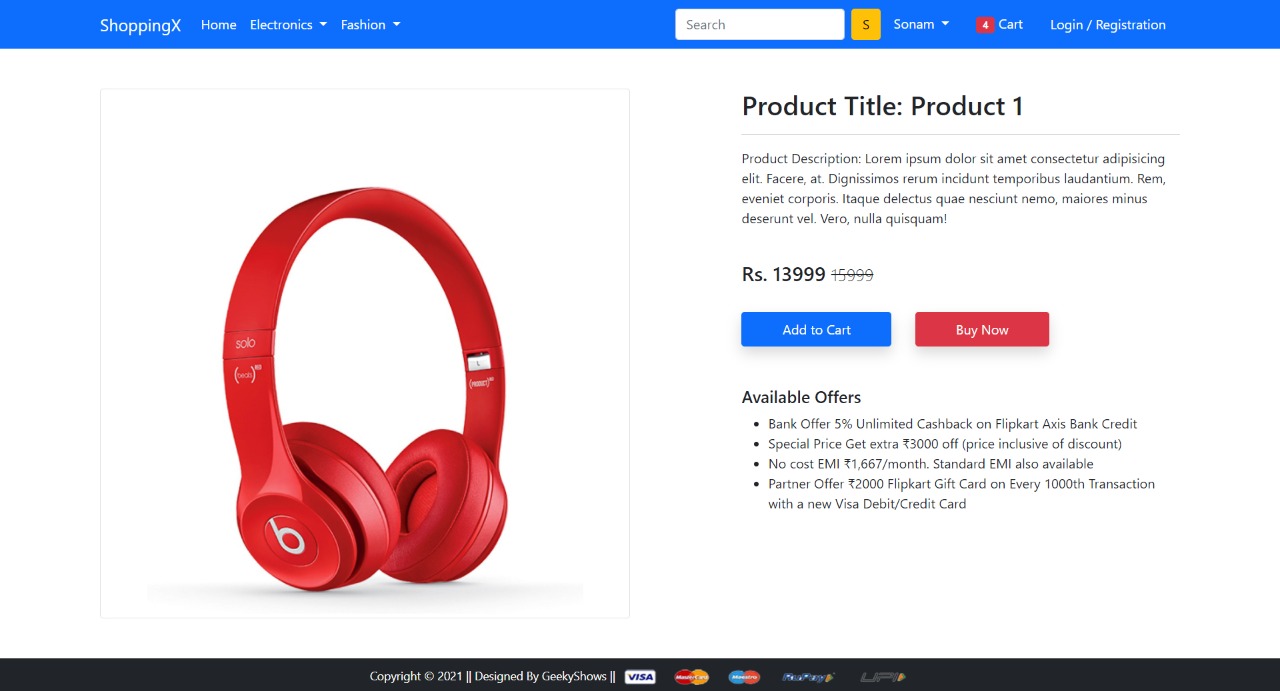 ShoppingX Home Electronics Fashion Search S Sonam 4 Cart Login / Registration
Product Title: Product 1
Product Description: Lorem ipsum dolor sit amet consectetur adipisicing
elit. Facere, at. Dignissimos rerum incidunt temporibus laudantium. Rem,
eveniet corporis. Itaque delectus quae nesciunt nemo, maiores minus
deserunt vel. Vero, nulla quisquam!
Rs. 13999 15999
Add to Cart Buy Now
solo
(beats)
(PRODUCT)RED
L
b
Available Offers
Bank Offer 5% Unlimited Cashback on Flipkart Axis Bank Credit
Special Price Get extra ₹3000 off (price inclusive of discount)
No cost EMI ₹1,667/month. Standard EMI also available
Partner Offer ₹2000 Flipkart Gift Card on Every 1000th Transaction
with a new Visa Debit/Credit Card
Copyright © 2021 || Designed By GeekyShows || VISA MasterCard Maestro RuPay UPI